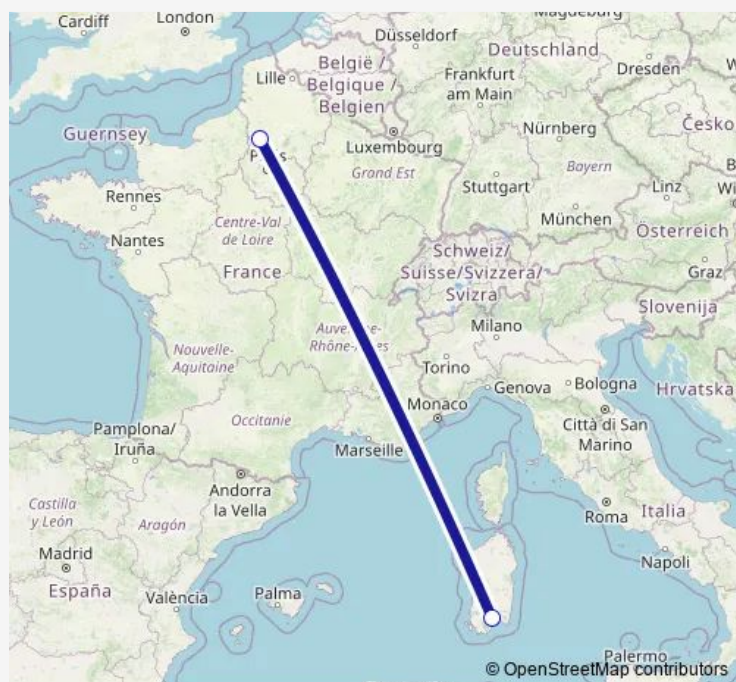 Cardiff
London
Magdeburg
Düsseldorf
België /
Belgique /
Belgien
Deutschland
Dresden
Lille
Frankfurt
am Main
Guernsey
Luxembourg
Nürnberg
Česko
Grand Est
Bayern
Rennes
Stuttgart
Linz
Centre-Val
de Loire
München
Nantes
Österreich
France
Schweiz/
Suisse/Svizzera/
Svizra
Graz
Slovenija
Milano
Nouvelle-
Aquitaine
Torino
Genova
Bologna
Hrvatska
Monaco
Occitanie
Pamplona/
Iruña
Marseille
Città di San
Marino
Andorra
la Vella
Castilla
y León
Aragón
Roma
Italia
Madrid
España
Napoli
València
Palma
Palermo
© OpenStreetMap contributors